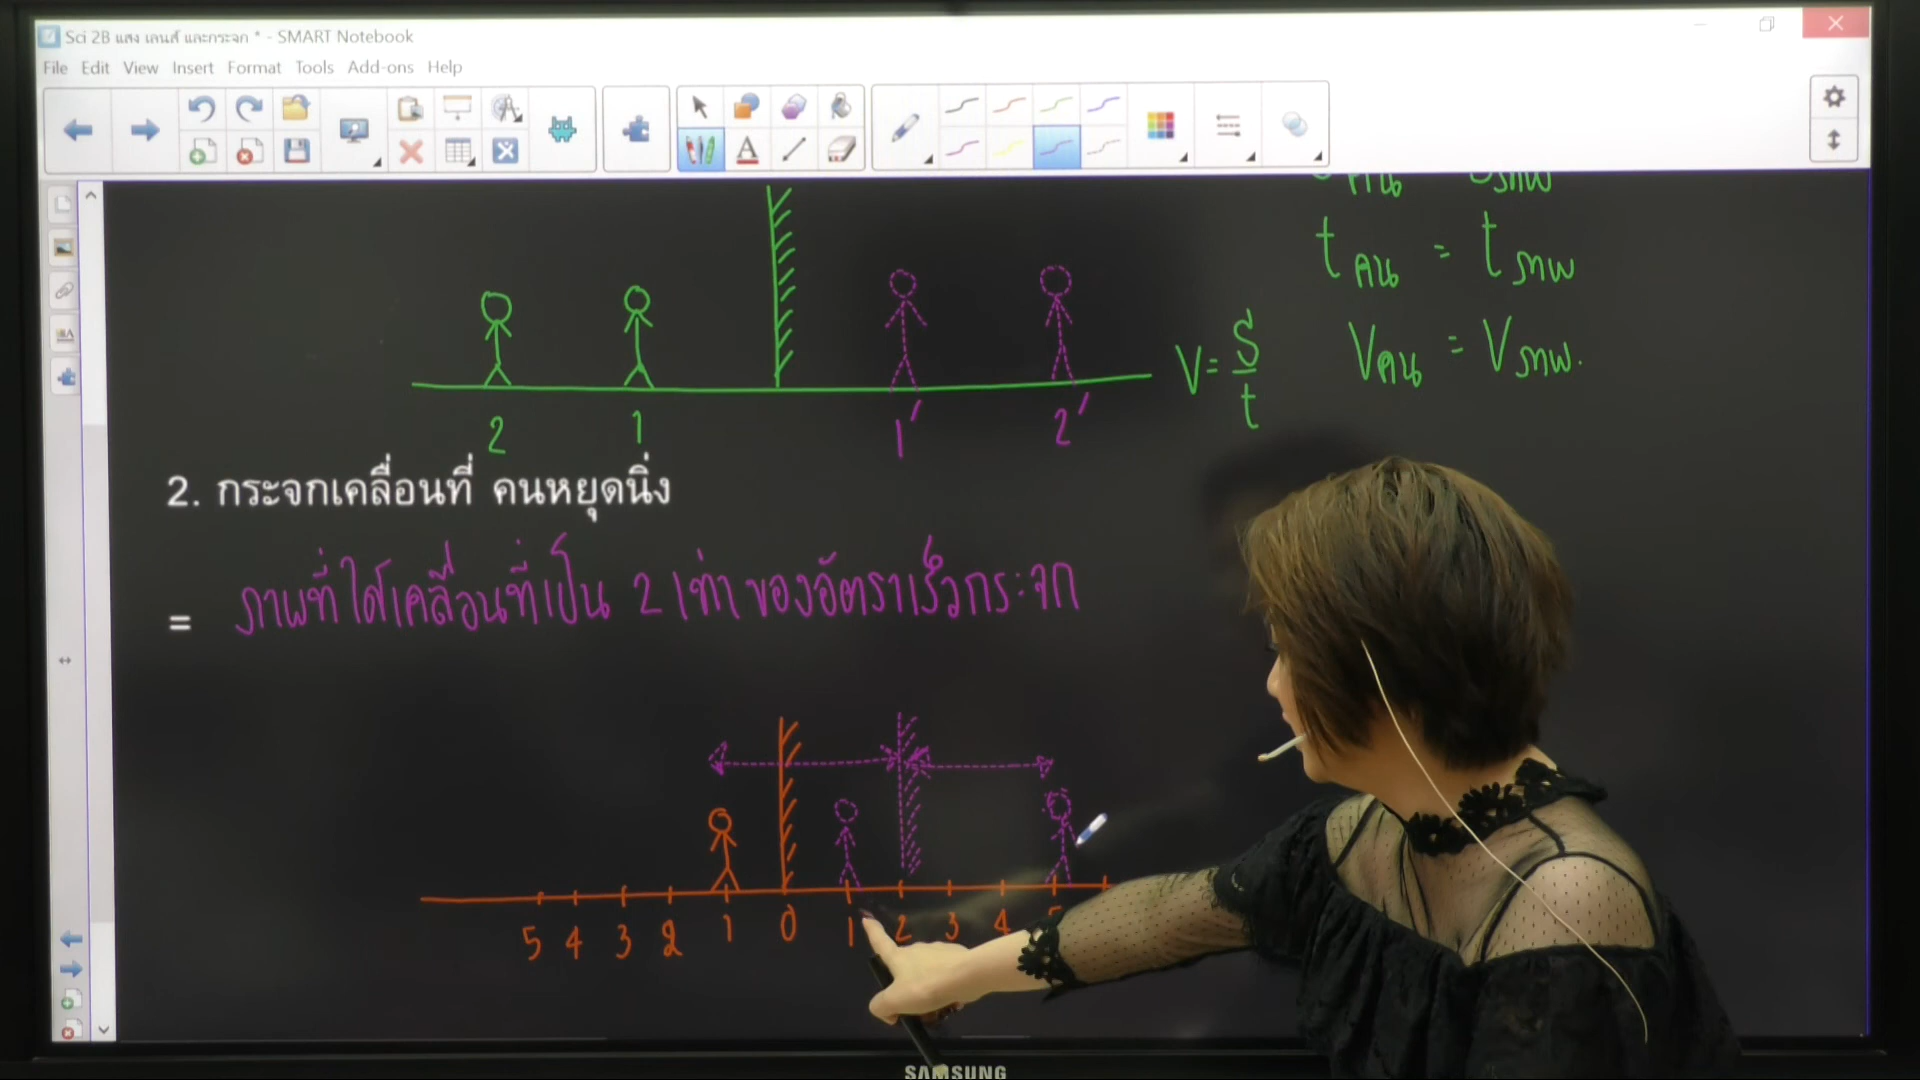 Sci 2B แสง เลนส์ และกระจก * - SMART Notebook
File Edit View Insert Format Tools Add-ons Help
t คน = t ภาพ
V = S/t
V คน = V ภาพ.
2 1 1′ 2′
2. กระจกเคลื่อนที่ คนหยุดนิ่ง
= ภาพที่ได้เคลื่อนที่เป็น 2 เท่าของอัตราเร็วกระจก
5 4 3 2 1 0 1 2 3 4
SAMSUNG